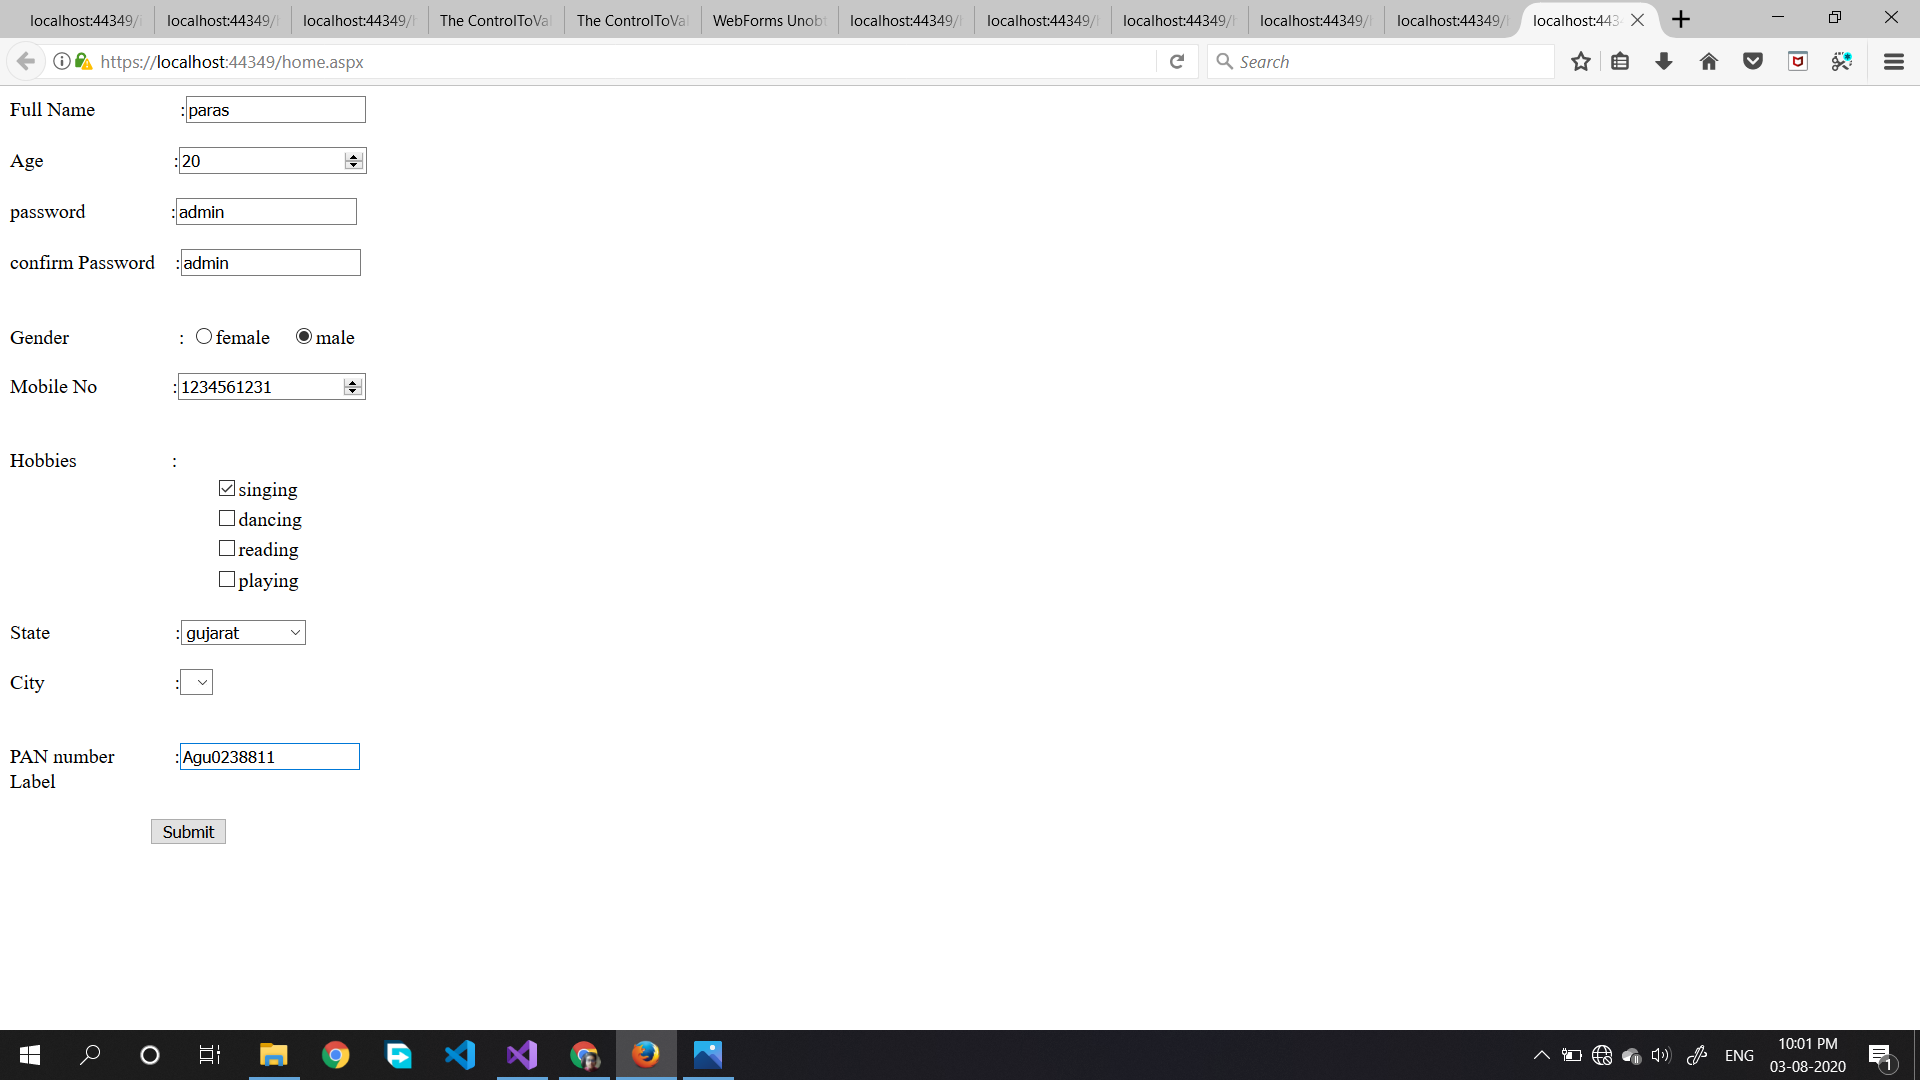 localhost:44349/ localhost:44349/ localhost:44349/ The ControlToVal The ControlToVal WebForms Unobt localhost:44349/ localhost:44349/ localhost:44349/ localhost:44349/ localhost:44349/ localhost:443
https://localhost:44349/home.aspx Search
Full Name :paras
Age :20
password :admin
confirm Password :admin
Gender : female male
Mobile No :1234561231
Hobbies :
singing
dancing
reading
playing
State :gujarat
City :
PAN number :Agu0238811
Label
Submit
ENG 10:01 PM
03-08-2020 1